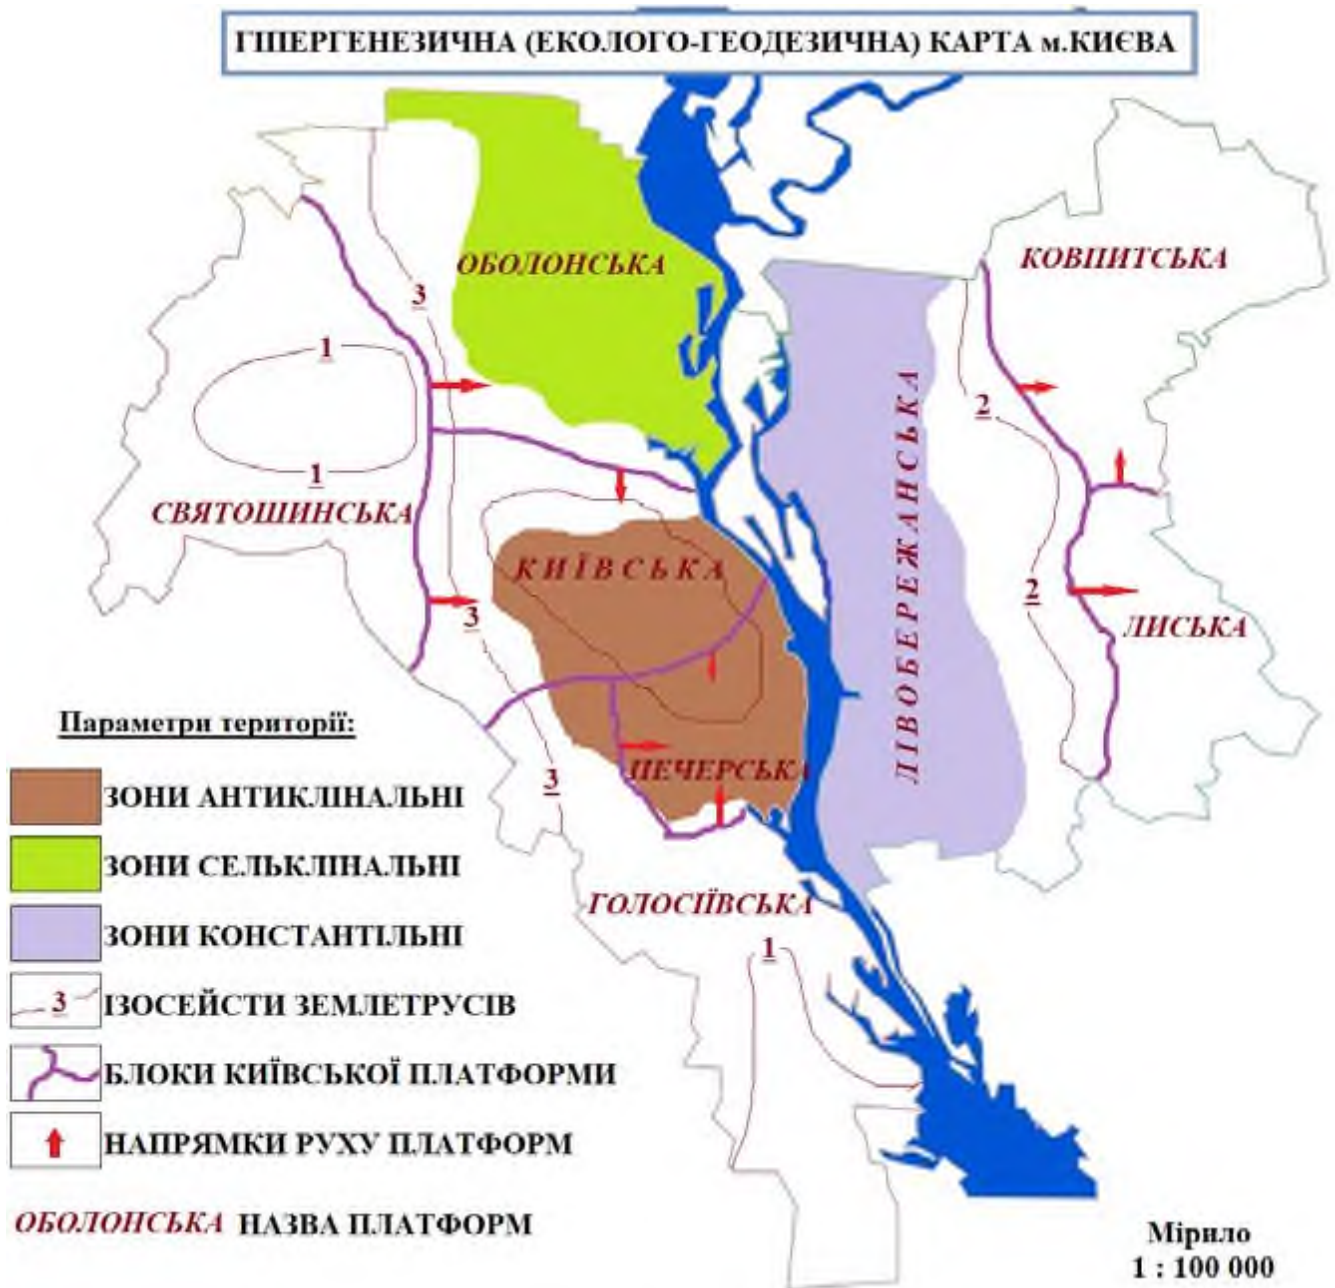 ГІПЕРГЕНЕЗИЧНА (ЕКОЛОГО-ГЕОДЕЗИЧНА) КАРТА м.КИЄВА
ОБОЛОНСЬКА
КОВПИТСЬКА
3
1
2
1
СВЯТОШИНСЬКА
ЛІВОБЕРЕЖАНСЬКА
КИЇВСЬКА
2
3
ЛИСЬКА
Параметри території:
ПЕЧЕРСЬКА
3
ЗОНИ АНТИКЛІНАЛЬНІ
ЗОНИ СЕЛЬКЛІНАЛЬНІ
ГОЛОСІЇВСЬКА
ЗОНИ КОНСТАНТІЛЬНІ
1
3 ІЗОСЕЙСТИ ЗЕМЛЕТРУСІВ
БЛОКИ КИЇВСЬКОЇ ПЛАТФОРМИ
НАПРЯМКИ РУХУ ПЛАТФОРМ
ОБОЛОНСЬКА НАЗВА ПЛАТФОРМ
Мірило
1 : 100 000